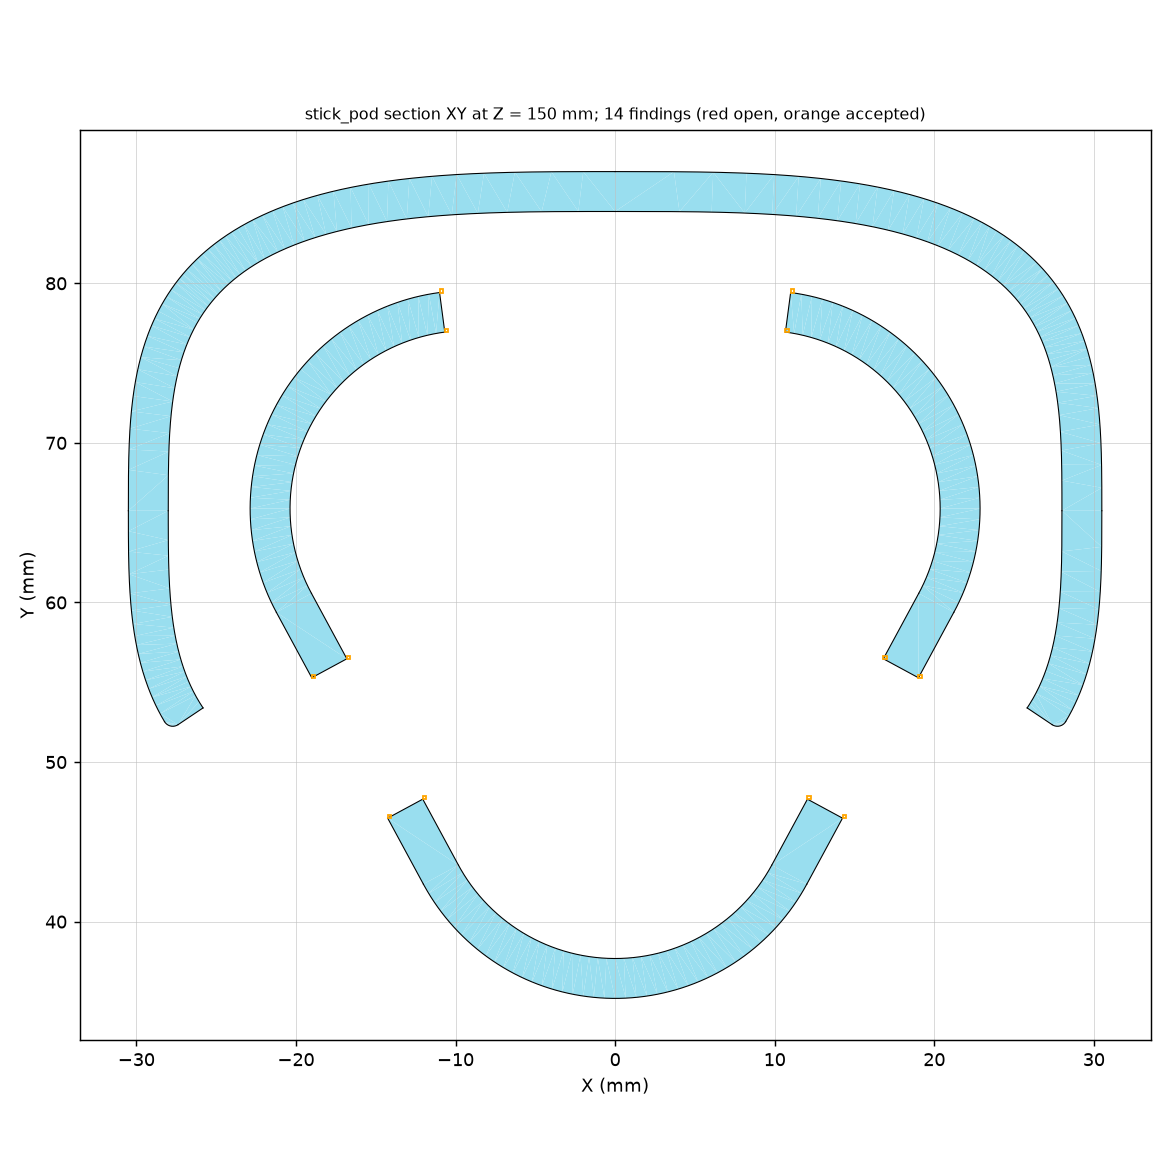 stick_pod section XY at Z = 150 mm; 14 findings (red open, orange accepted)
80
70
60
50
40
Y (mm)
−30 −20 −10 0 10 20 30
X (mm)